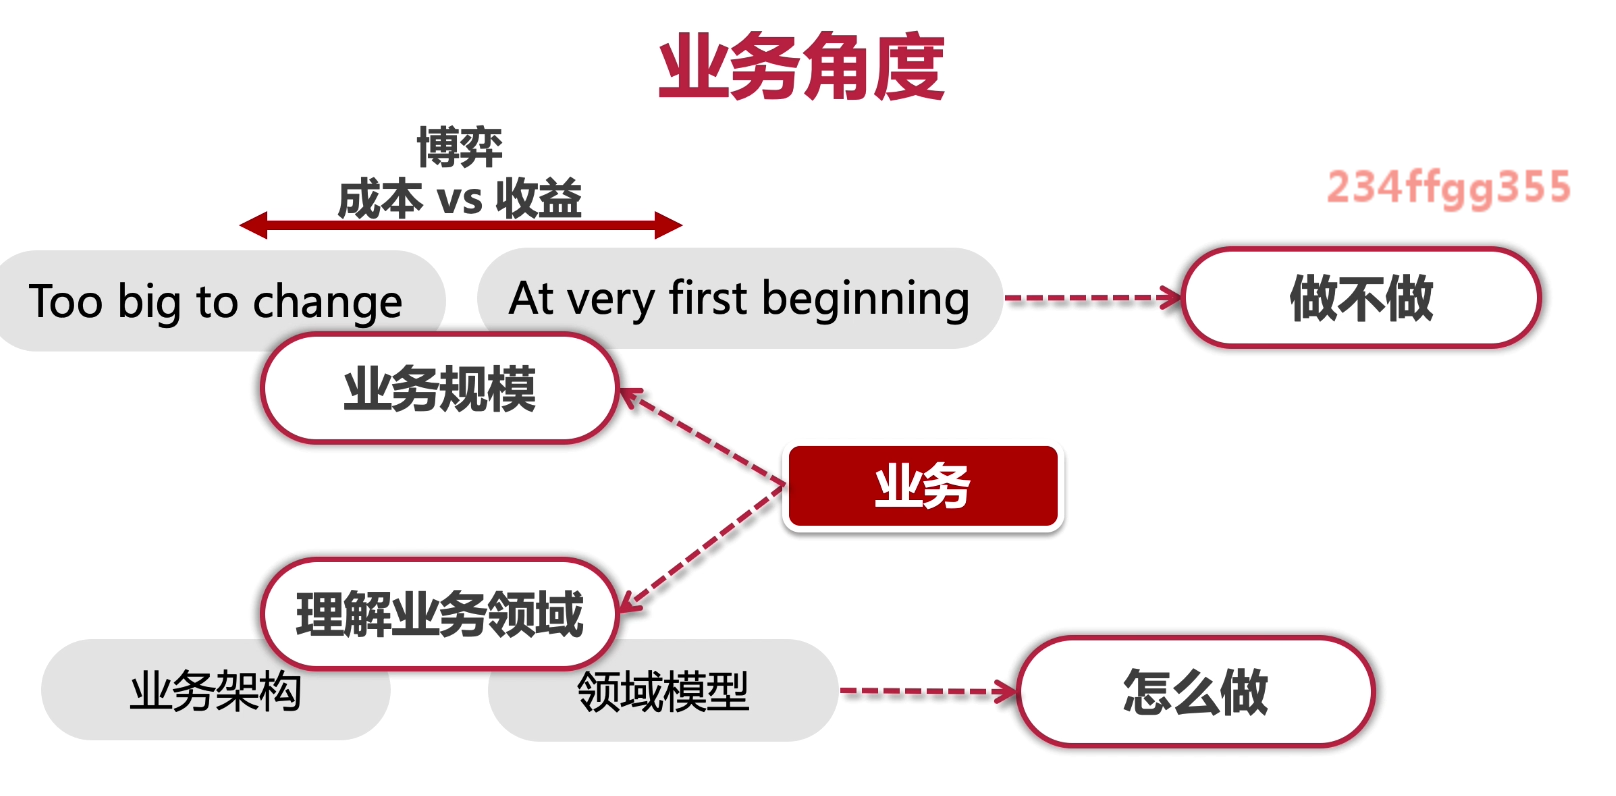 业务角度
博弈
成本 vs 收益
234ffgg355
Too big to change
At very first beginning
做不做
业务规模
业务
理解业务领域
业务架构
领域模型
怎么做